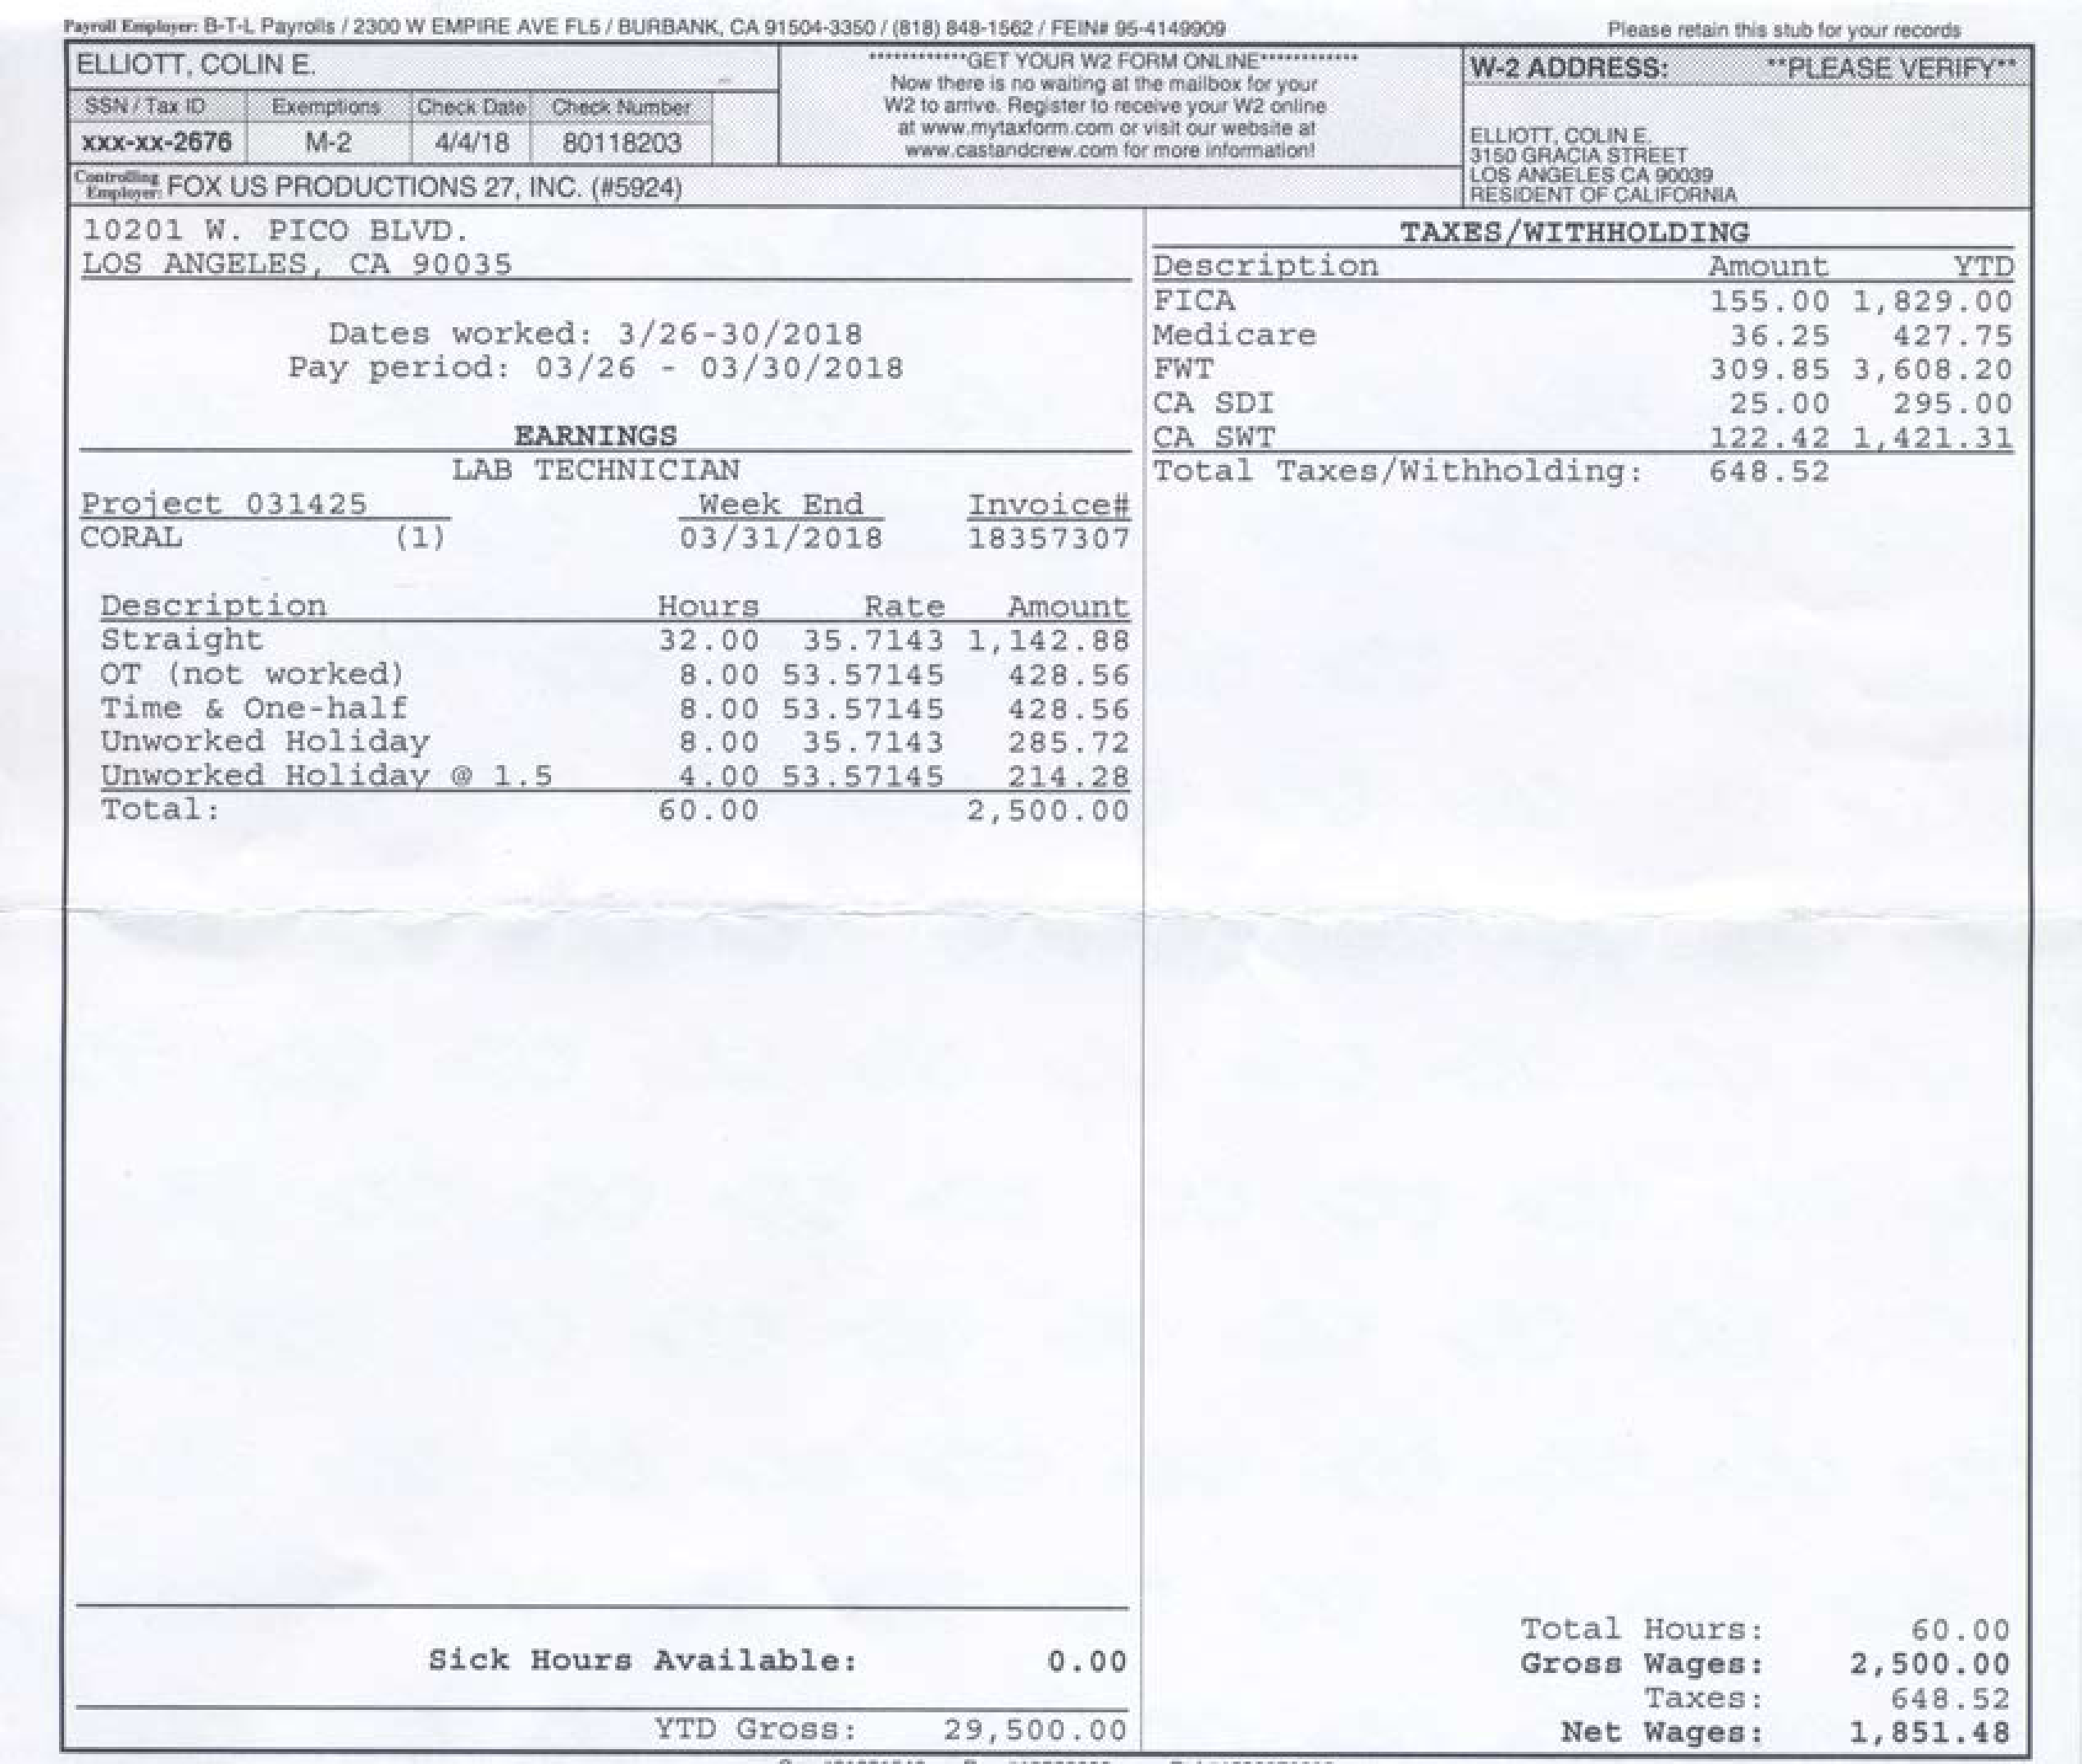 Payroll Employer: B-T-L Payrolls / 2300 W EMPIRE AVE FL5 / BURBANK, CA 91504-3350 / (818) 848-1562 / FEIN# 95-4149909 Please retain this stub for your records
ELLIOTT, COLIN E.
SSN / Tax ID Exemptions Check Date Check Number
xxx-xx-2676 M-2 4/4/18 80118203
Controlling Employer: FOX US PRODUCTIONS 27, INC. (#5924)
************GET YOUR W2 FORM ONLINE************
Now there is no waiting at the mailbox for your
W2 to arrive. Register to receive your W2 online
at www.mytaxform.com or visit our website at
www.castandcrew.com for more information!
W-2 ADDRESS: **PLEASE VERIFY**
ELLIOTT, COLIN E.
3150 GRACIA STREET
LOS ANGELES CA 90039
RESIDENT OF CALIFORNIA
10201 W. PICO BLVD.
LOS ANGELES, CA 90035
Dates worked: 3/26-30/2018
Pay period: 03/26 - 03/30/2018
EARNINGS
LAB TECHNICIAN
Project 031425 Week End Invoice#
CORAL (1) 03/31/2018 18357307
Description Hours Rate Amount
Straight 32.00 35.7143 1,142.88
OT (not worked) 8.00 53.57145 428.56
Time & One-half 8.00 53.57145 428.56
Unworked Holiday 8.00 35.7143 285.72
Unworked Holiday @ 1.5 4.00 53.57145 214.28
Total: 60.00 2,500.00
TAXES/WITHHOLDING
Description Amount YTD
FICA 155.00 1,829.00
Medicare 36.25 427.75
FWT 309.85 3,608.20
CA SDI 25.00 295.00
CA SWT 122.42 1,421.31
Total Taxes/Withholding: 648.52
Sick Hours Available: 0.00
YTD Gross: 29,500.00
Total Hours: 60.00
Gross Wages: 2,500.00
Taxes: 648.52
Net Wages: 1,851.48